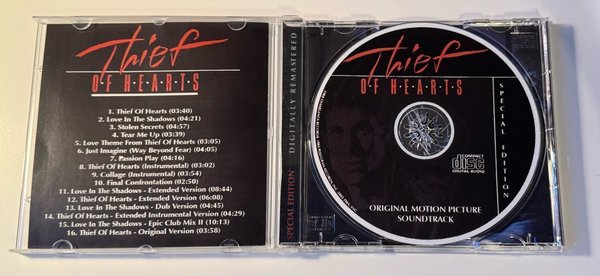 Thief
OF H·E·A·R·T·S
1. Thief Of Hearts (03:40)
2. Love In The Shadows (04:21)
3. Stolen Secrets (04:57)
4. Tear Me Up (03:39)
5. Love Theme From Thief Of Hearts (03:05)
6. Just Imagine (Way Beyond Fear) (04:05)
7. Passion Play (04:16)
8. Thief Of Hearts (Instrumental) (03:02)
9. Collage (Instrumental) (03:54)
10. Final Confrontation (02:50)
11. Love In The Shadows - Extended Version (08:44)
12. Thief Of Hearts - Extended Version (06:08)
13. Love In The Shadows - Dub Version (04:45)
14. Thief Of Hearts - Extended Instrumental Version (04:29)
15. Love In The Shadows - Epic Club Mix II (10:13)
16. Thief Of Hearts - Original Version (03:58)
SPECIAL EDITION DIGITALLY REMASTERED
Thief
OF H·E·A·R·T·S
SPECIAL EDITION
COMPACT
disc
DIGITAL AUDIO
ORIGINAL MOTION PICTURE
SOUNDTRACK